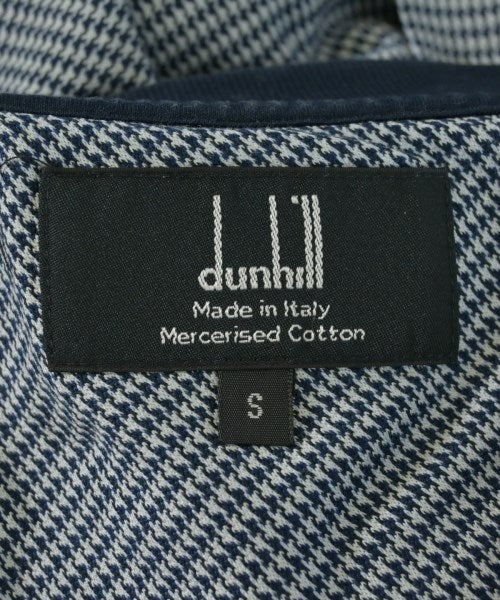 dunhill
Made in Italy
Mercerised Cotton
S